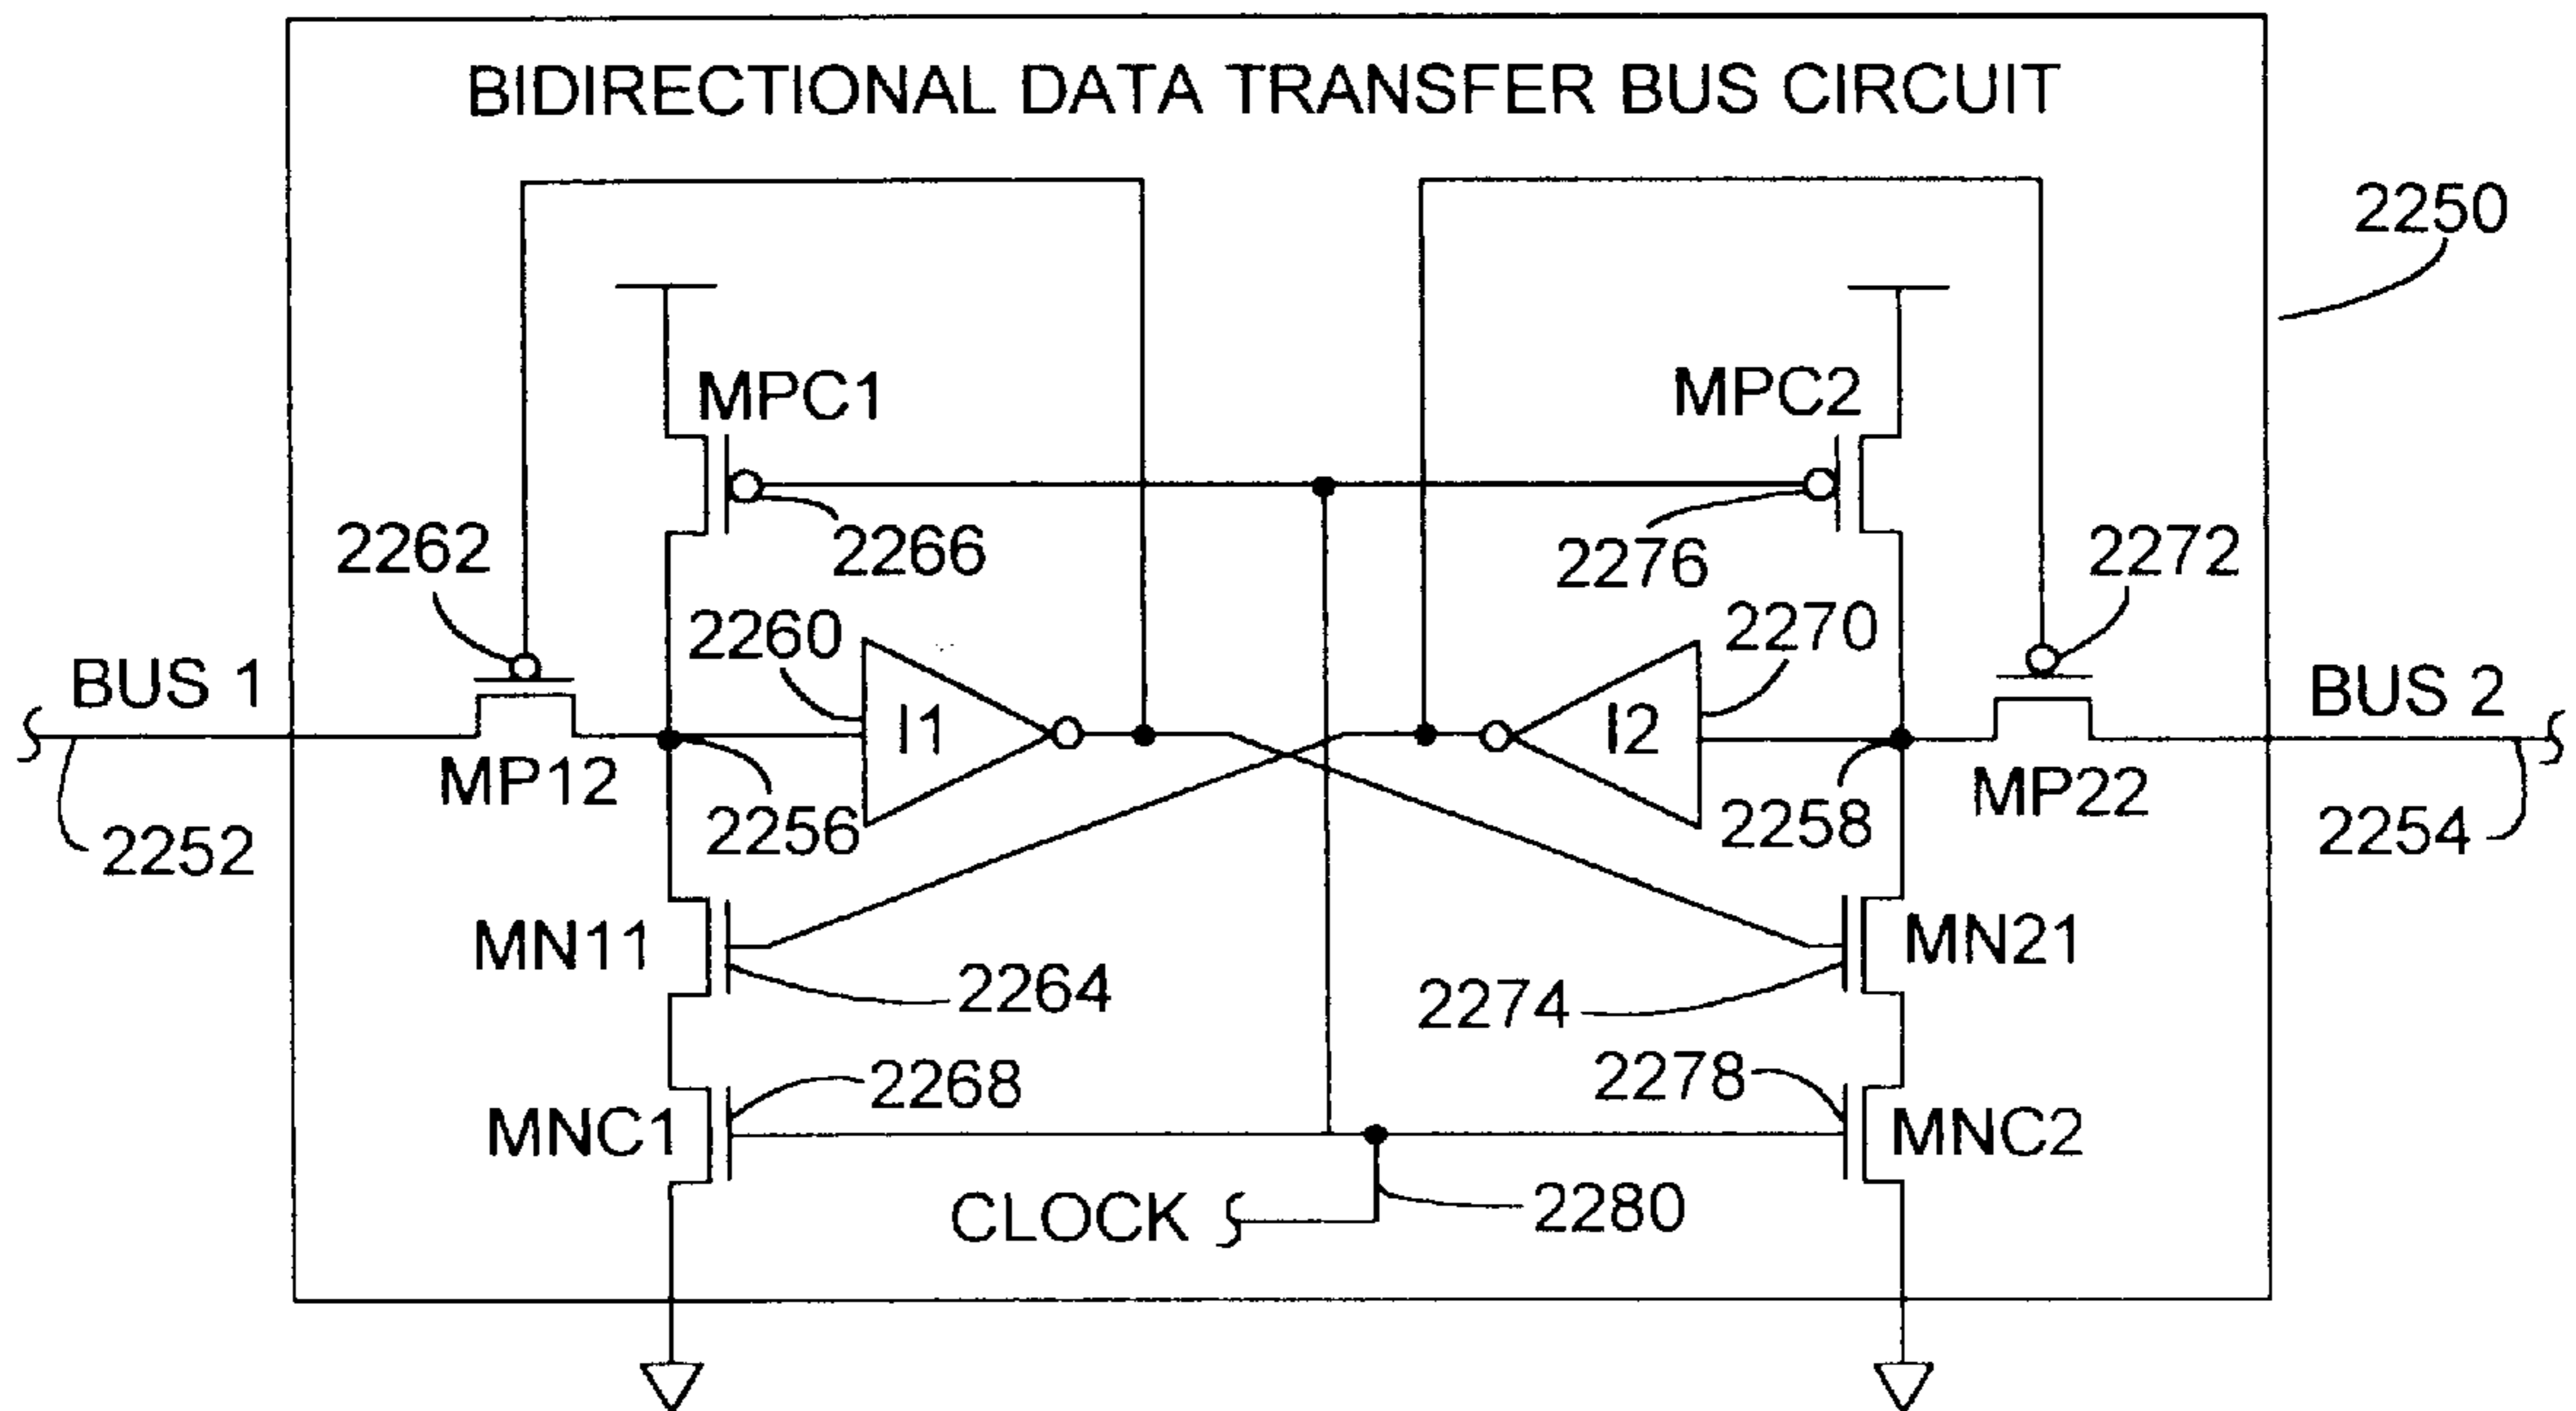 BIDIRECTIONAL DATA TRANSFER BUS CIRCUIT
2250
MPC1
MPC2
2262
2266
2276
2272
2260
2270
BUS 1
I1
I2
BUS 2
MP12
2256
2258
MP22
2252
2254
MN11
MN21
2264
2274
2268
2278
MNC1
MNC2
CLOCK
2280